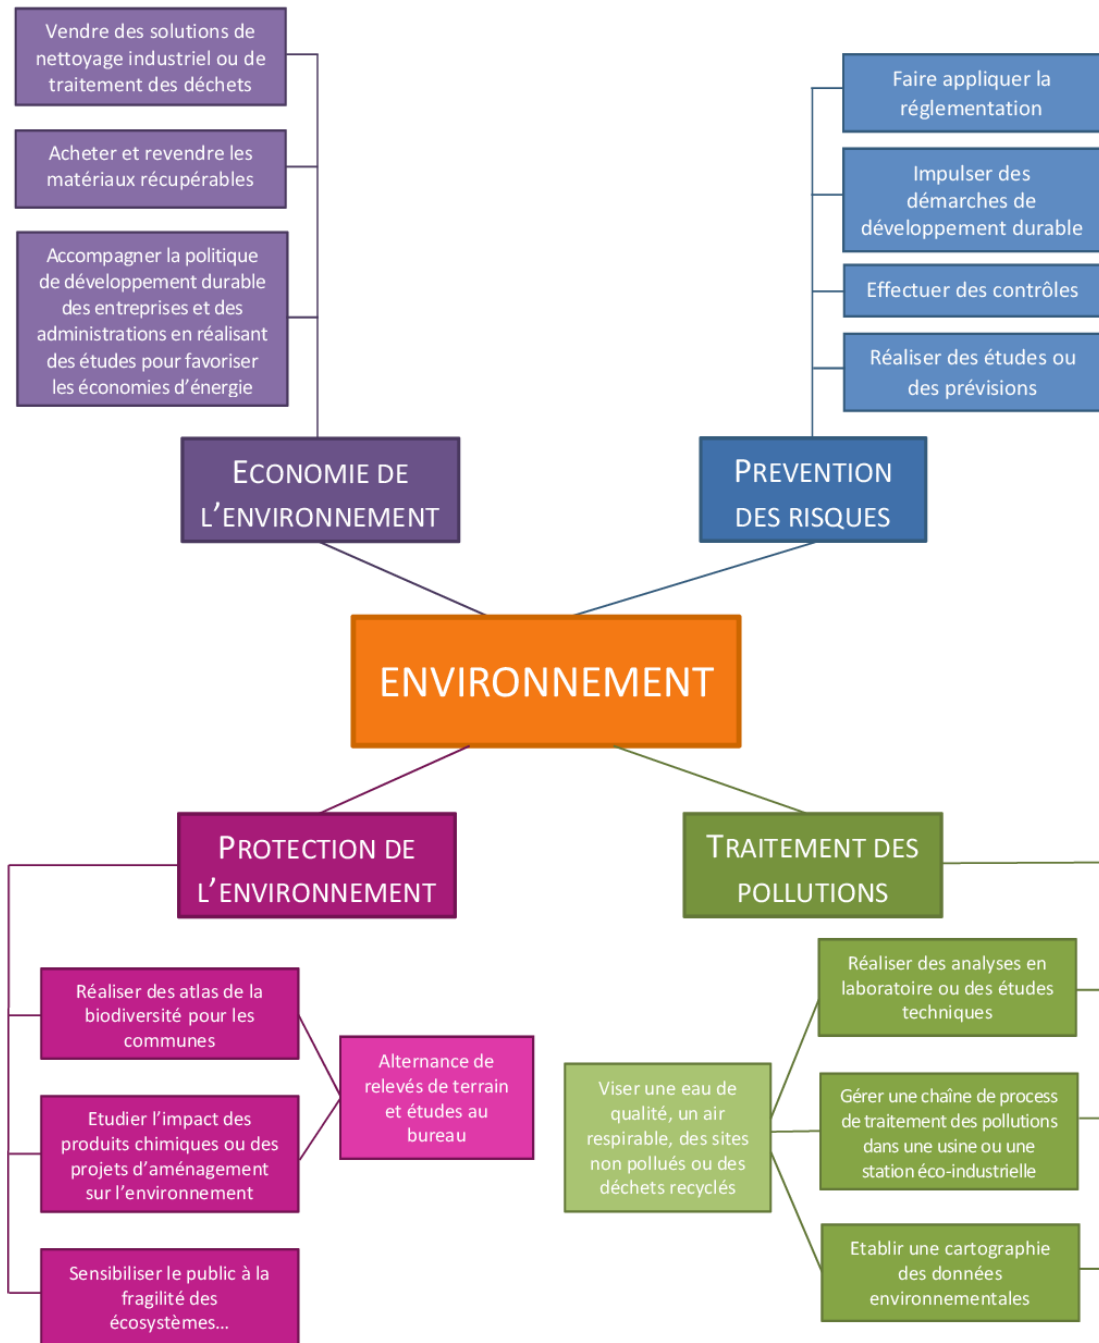 Vendre des solutions de
nettoyage industriel ou de
traitement des déchets
Acheter et revendre les
matériaux récupérables
Accompagner la politique
de développement durable
des entreprises et des
administrations en réalisant
des études pour favoriser
les économies d’énergie
ECONOMIE DE
L’ENVIRONNEMENT
Faire appliquer la
réglementation
Impulser des
démarches de
développement durable
Effectuer des contrôles
Réaliser des études ou
des prévisions
PREVENTION
DES RISQUES
ENVIRONNEMENT
PROTECTION DE
L’ENVIRONNEMENT
Réaliser des atlas de la
biodiversité pour les
communes
Etudier l’impact des
produits chimiques ou des
projets d’aménagement
sur l’environnement
Sensibiliser le public à la
fragilité des
écosystèmes...
Alternance de
relevés de terrain
et études au
bureau
TRAITEMENT DES
POLLUTIONS
Viser une eau de
qualité, un air
respirable, des sites
non pollués ou des
déchets recyclés
Réaliser des analyses en
laboratoire ou des études
techniques
Gérer une chaîne de process
de traitement des pollutions
dans une usine ou une
station éco-industrielle
Etablir une cartographie
des données
environnementales